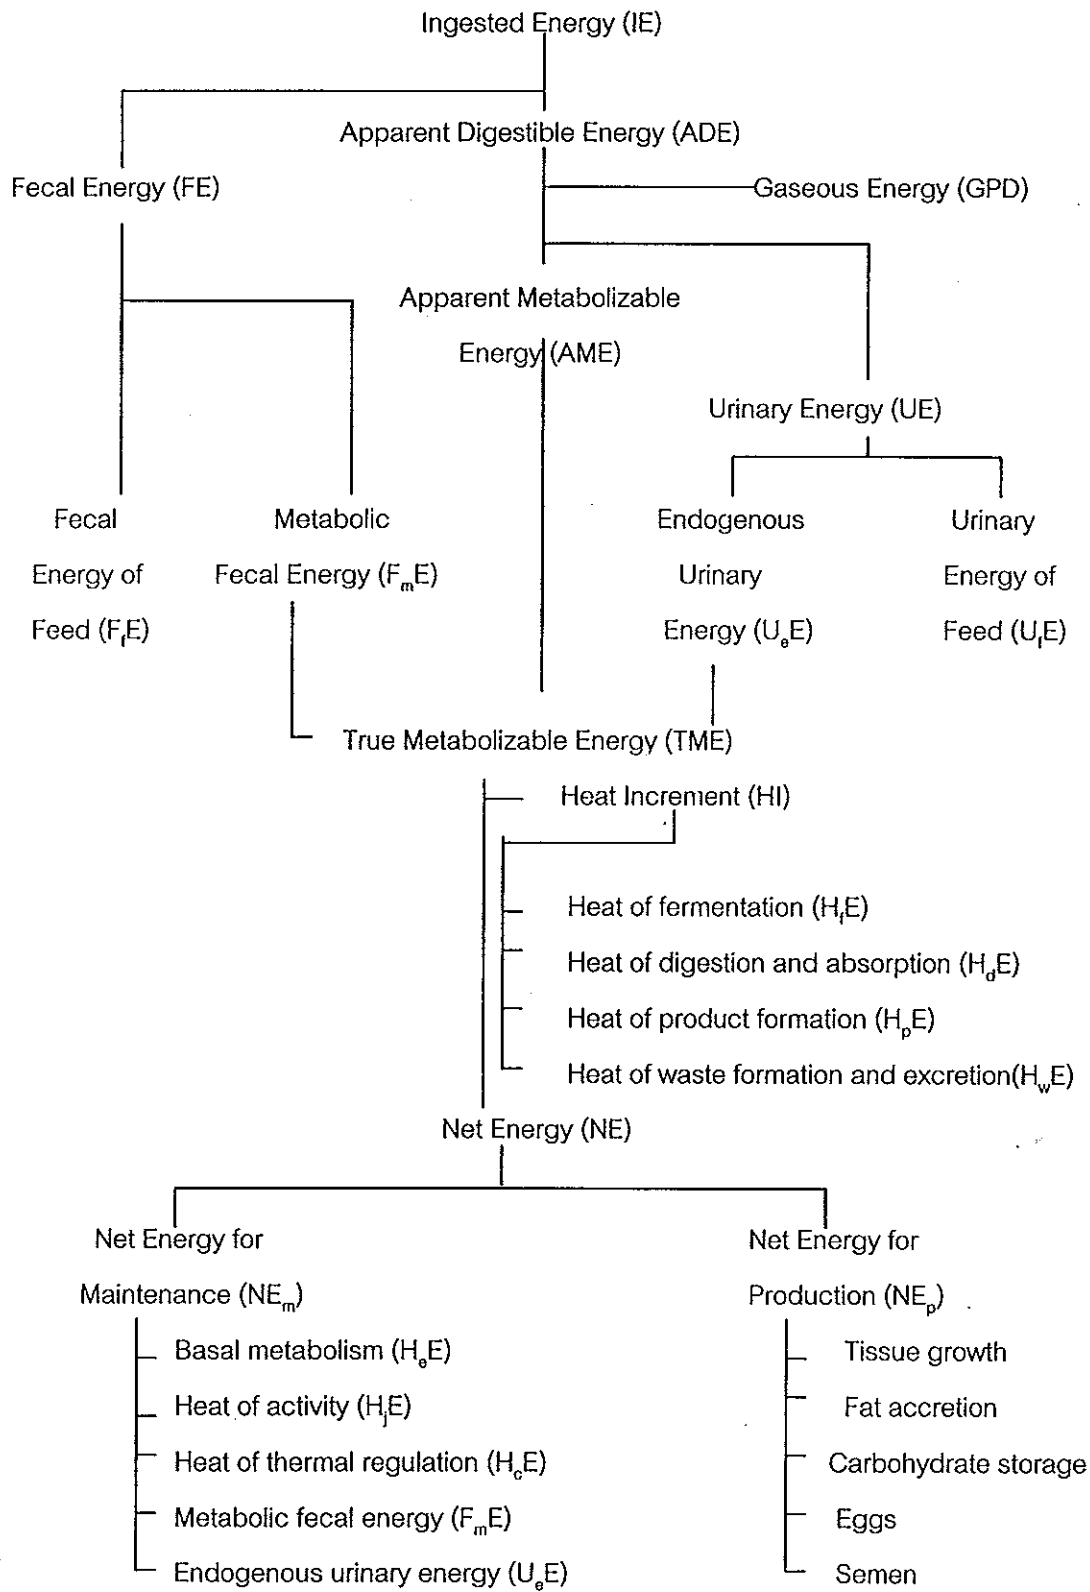 Ingested Energy (IE)
Apparent Digestible Energy (ADE)
Fecal Energy (FE)
Gaseous Energy (GPD)
Apparent Metabolizable
Energy (AME)
Urinary Energy (UE)
Fecal
Energy of
Feed (FfE)
Metabolic
Fecal Energy (FmE)
Endogenous
Urinary
Energy (UeE)
Urinary
Energy of
Feed (UfE)
True Metabolizable Energy (TME)
Heat Increment (HI)
Heat of fermentation (HfE)
Heat of digestion and absorption (HdE)
Heat of product formation (HpE)
Heat of waste formation and excretion(HwE)
Net Energy (NE)
Net Energy for
Maintenance (NEm)
Basal metabolism (HeE)
Heat of activity (HjE)
Heat of thermal regulation (HcE)
Metabolic fecal energy (FmE)
Endogenous urinary energy (UeE)
Net Energy for
Production (NEp)
Tissue growth
Fat accretion
Carbohydrate storage
Eggs
Semen